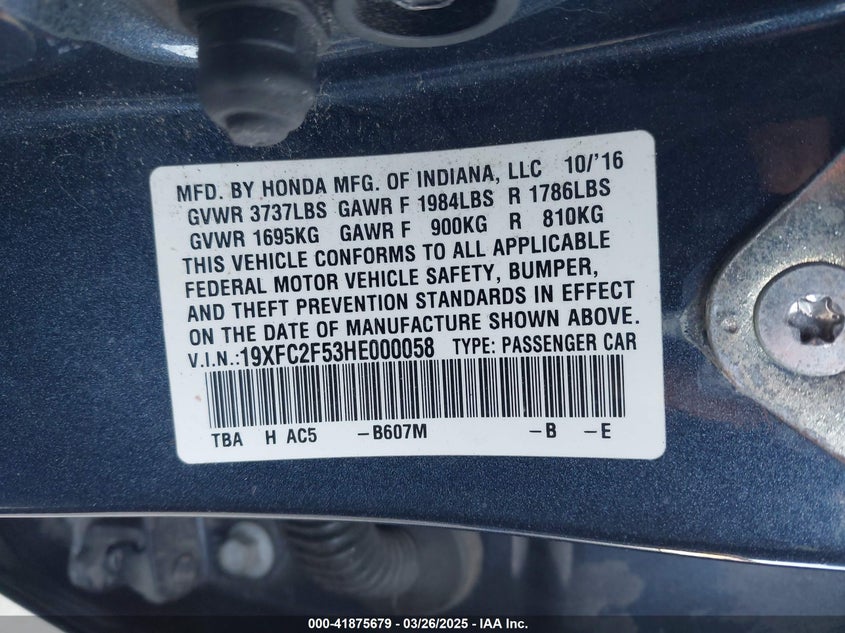 MFD. BY HONDA MFG. OF INDIANA, LLC 10/'16
GVWR 3737LBS GAWR F 1984LBS R 1786LBS
GVWR 1695KG GAWR F 900KG R 810KG
THIS VEHICLE CONFORMS TO ALL APPLICABLE
FEDERAL MOTOR VEHICLE SAFETY, BUMPER,
AND THEFT PREVENTION STANDARDS IN EFFECT
ON THE DATE OF MANUFACTURE SHOWN ABOVE.
V.I.N.:19XFC2F53HE000058 TYPE: PASSENGER CAR
TBA H AC5 –B607M –B –E
000-41875679 - 03/26/2025 - IAA Inc.